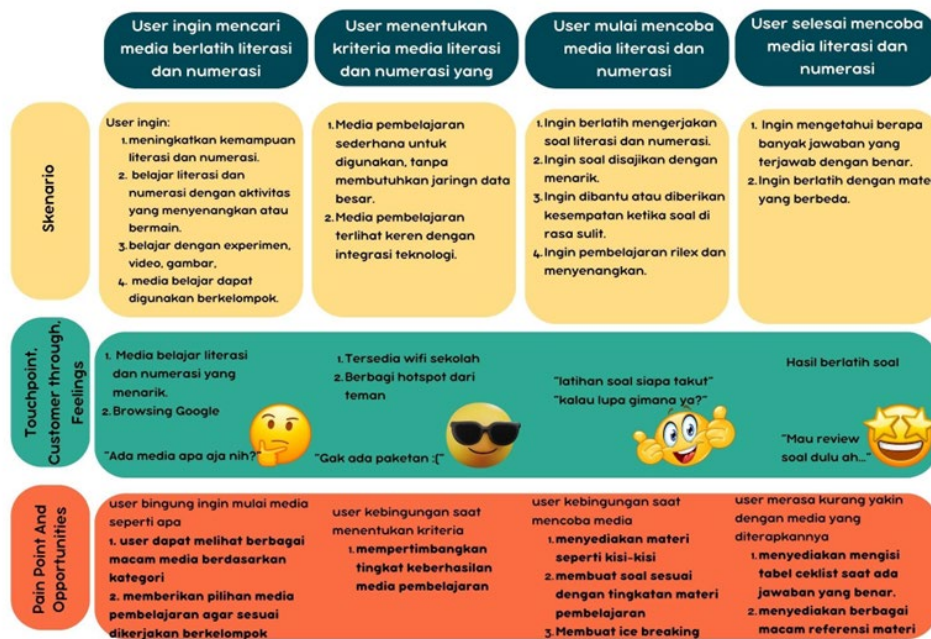 User ingin mencari
media berlatih literasi
dan numerasi
User menentukan
kriteria media literasi
dan numerasi yang
User mulai mencoba
media literasi dan
numerasi
User selesai mencoba
media literasi dan
numerasi
Skenario
User ingin:
1.meningkatkan kemampuan
literasi dan numerasi.
2. belajar literasi dan
numerasi dengan aktivitas
yang menyenangkan atau
bermain.
3.belajar dengan experimen,
video, gambar,
4. media belajar dapat
digunakan berkelompok.
1.Media pembelajaran
sederhana untuk
digunakan, tanpa
membutuhkan jaringn data
besar.
2.Media pembelajaran
terlihat keren dengan
integrasi teknologi.
1.Ingin berlatih mengerjakan
soal literasi dan numerasi.
2.Ingin soal disajikan dengan
menarik.
3.Ingin dibantu atau diberikan
kesempatan ketika soal di
rasa sulit.
4.Ingin pembelajaran rilex dan
menyenangkan.
1. Ingin mengetahui berapa
banyak jawaban yang
terjawab dengan benar.
2.Ingin berlatih dengan mate
yang berbeda.
Touchpoint,
Customer through,
Feelings
1. Media belajar literasi
dan numerasi yang
menarik.
2.Browsing Google
"Ada media apa aja nih?"
1.Tersedia wifi sekolah
2.Berbagi hotspot dari
teman
"Gak ada paketan :["
"latihan soal siapa takut"
"kalau lupa gimana ya?"
Hasil berlatih soal
"Mau review
soal dulu ah..."
Pain Point And
Opportunities
user bingung ingin mulai media
seperti apa
1. user dapat melihat berbagai
macam media berdasarkan
kategori
2. memberikan pilihan media
pembelajaran agar sesuai
dikerjakan berkelompok
user kebingungan saat
menentukan kriteria
1.mempertimbangkan
tingkat keberhasilan
media pembelajaran
user kebingungan saat
mencoba media
1.menyediakan materi
seperti kisi-kisi
2.membuat soal sesuai
dengan tingkatan materi
pembelajaran
3.Membuat ice breaking
user merasa kurang yakin
dengan media yang
diterapkannya
1.menyediakan mengisi
tabel ceklist saat ada
jawaban yang benar.
2.menyediakan berbagai
macam referensi materi